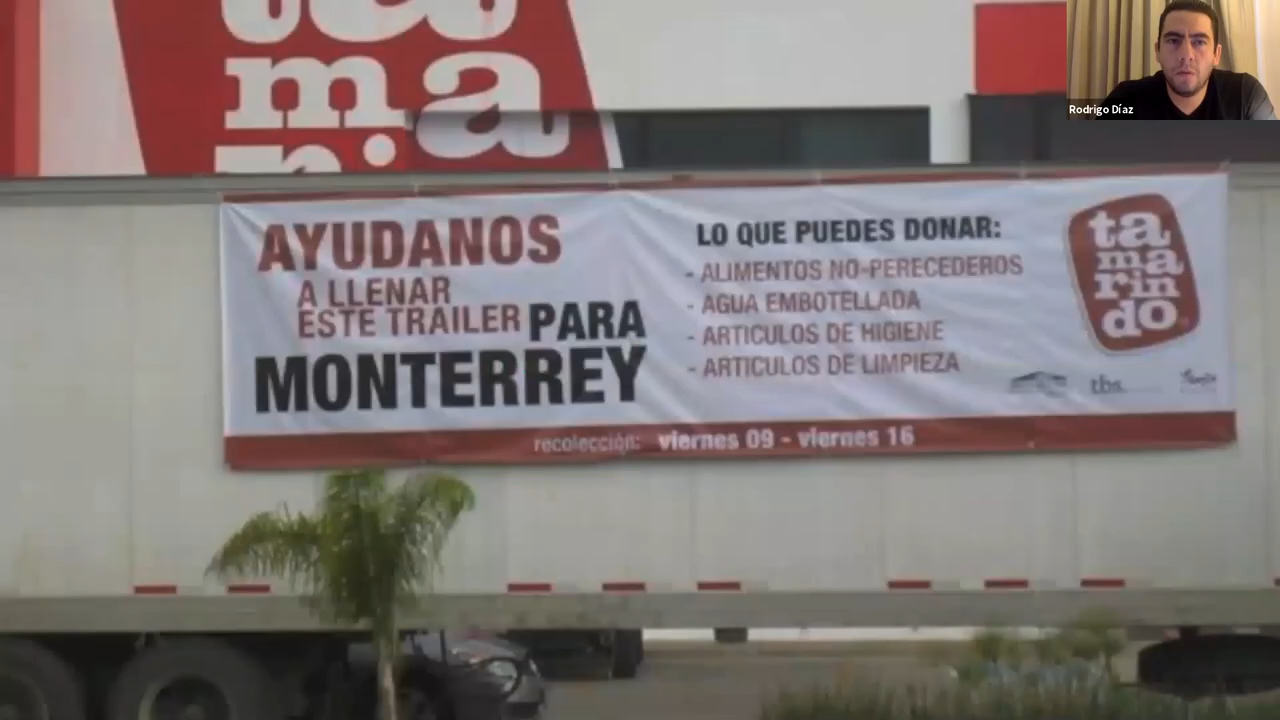 ta
ma
rin
Rodrigo Díaz
AYUDANOS
A LLENAR
ESTE TRAILER PARA
MONTERREY
LO QUE PUEDES DONAR:
- ALIMENTOS NO-PERECEDEROS
- AGUA EMBOTELLADA
- ARTICULOS DE HIGIENE
- ARTICULOS DE LIMPIEZA
ta
ma
rin
do
tbs
recolección: viernes 09 - viernes 16